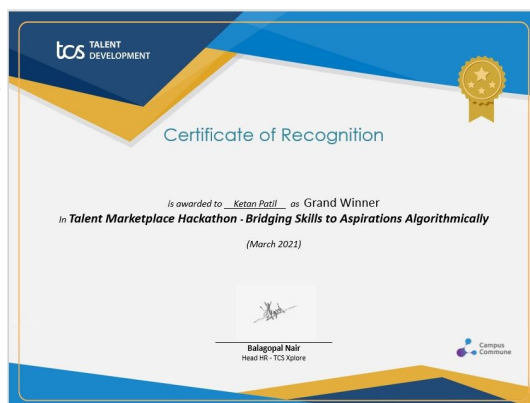 tcs TALENT
DEVELOPMENT
Certificate of Recognition
is awarded to Ketan Patil as Grand Winner
In Talent Marketplace Hackathon - Bridging Skills to Aspirations Algorithmically
(March 2021)
Balagopal Nair
Head HR - TCS Xplore
Campus
Commune